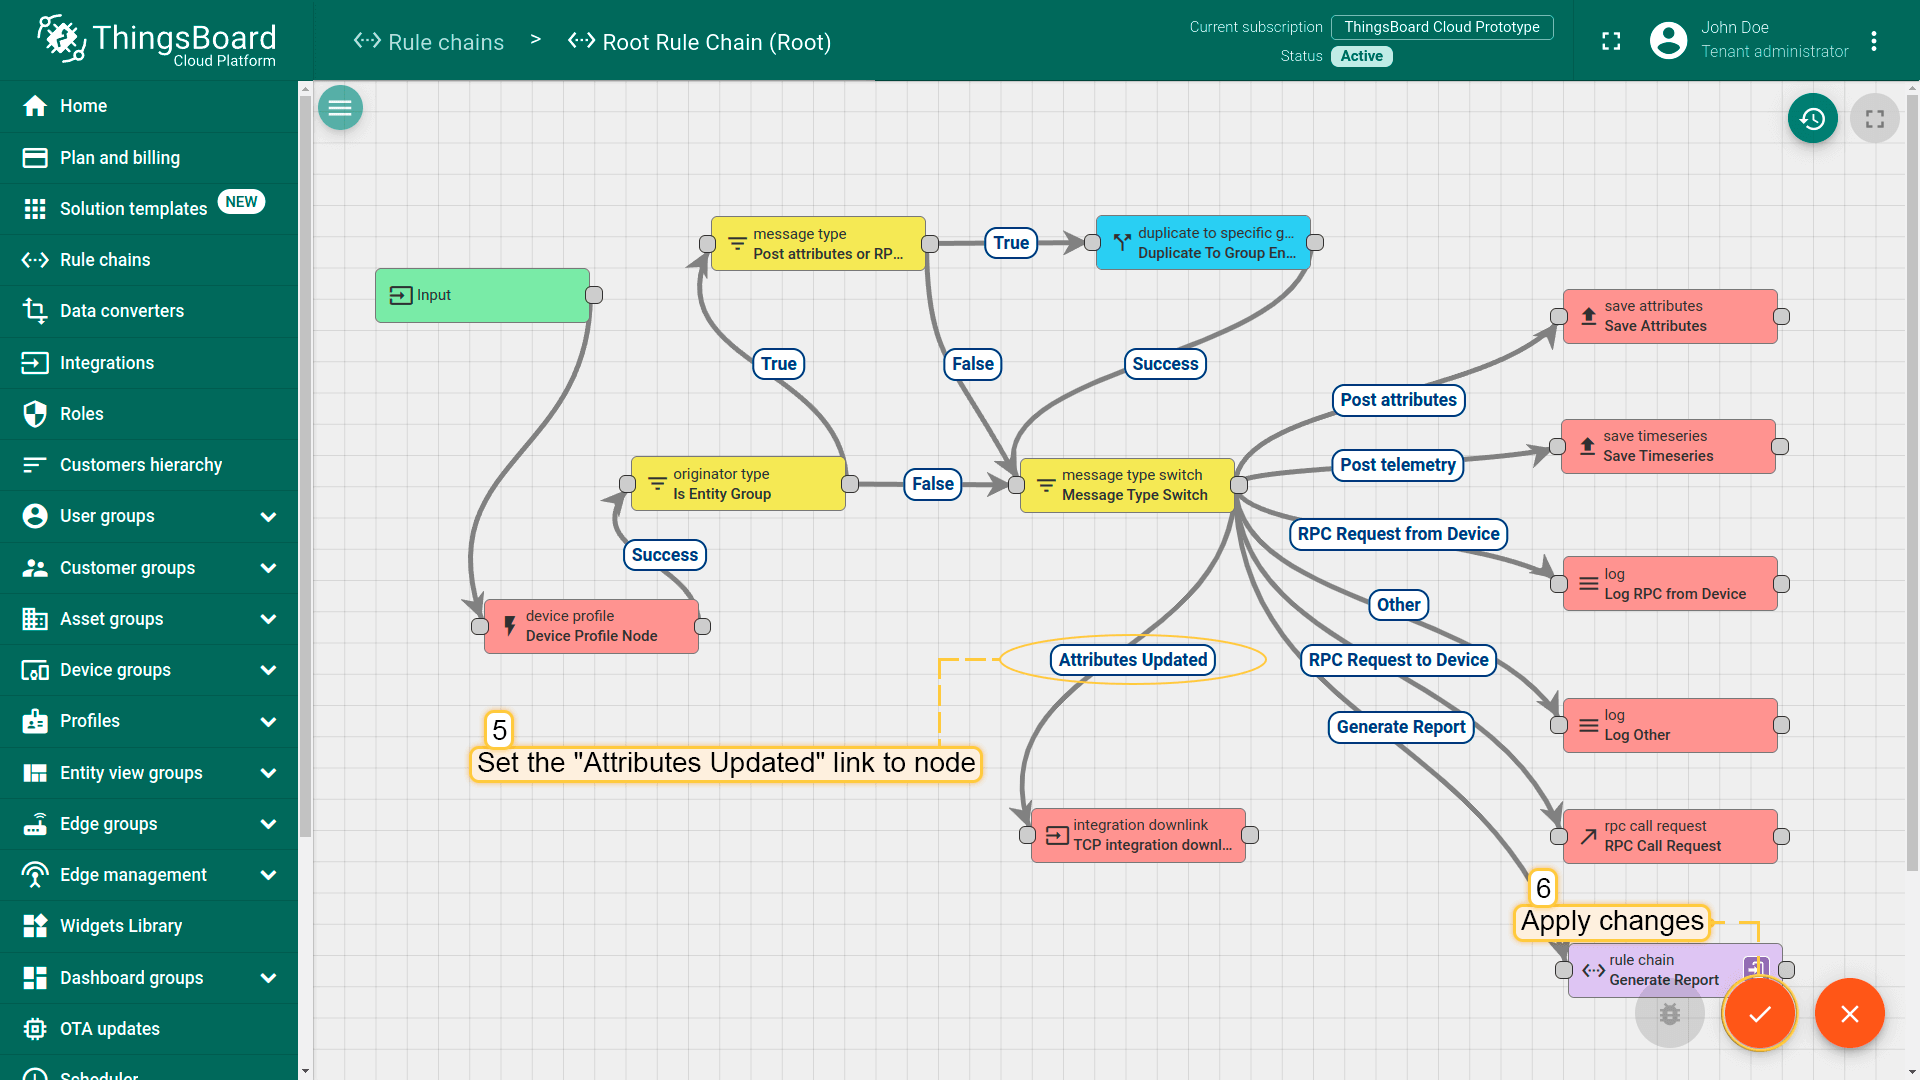 ThingsBoard
Cloud Platform
Rule chains > Root Rule Chain (Root)
Current subscription ThingsBoard Cloud Prototype
Status Active
John Doe
Tenant administrator
Home
Plan and billing
Solution templates NEW
Rule chains
Data converters
Integrations
Roles
Customers hierarchy
User groups
Customer groups
Asset groups
Device groups
Profiles
Entity view groups
Edge groups
Edge management
Widgets Library
Dashboard groups
OTA updates
Scheduler
Input
message type
Post attributes or RP...
True
duplicate to specific g...
Duplicate To Group En...
True
False
Success
originator type
Is Entity Group
False
message type switch
Message Type Switch
Success
device profile
Device Profile Node
Post attributes
save attributes
Save Attributes
Post telemetry
save timeseries
Save Timeseries
RPC Request from Device
log
Log RPC from Device
Other
Attributes Updated
RPC Request to Device
log
Log Other
Generate Report
5
Set the "Attributes Updated" link to node
integration downlink
TCP integration downl...
rpc call request
RPC Call Request
6
Apply changes
rule chain
Generate Report